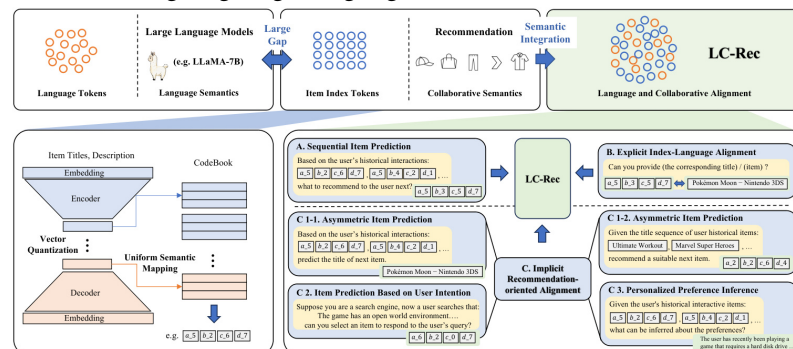 Large Language Models
(e.g. LLaMA-7B)
Language Tokens
Language Semantics
Large
Gap
Item Index Tokens
Recommendation
Collaborative Semantics
Semantic
Integration
LC-Rec
Language and Collaborative Alignment
Item Titles, Description
Embedding
Encoder
CodeBook
Vector
Quantization
Uniform Semantic
Mapping
Decoder
Embedding
e.g. a_5 b_2 c_6 d_7
A. Sequential Item Prediction
Based on the user's historical interactions:
a_5 b_2 c_6 d_7 , a_5 b_4 c_2 d_1 , ...
what to recommend to the user next?
a_5 b_3 c_5 d_7
LC-Rec
B. Explicit Index-Language Alignment
Can you provide (the corresponding title) / (item) ?
a_5 b_3 c_5 d_7 Pokémon Moon − Nintendo 3DS
C 1-1. Asymmetric Item Prediction
Based on the user's historical interactions:
a_5 b_2 c_6 d_7 , a_5 b_4 c_2 d_1 , ...
predict the title of next item.
Pokémon Moon − Nintendo 3DS
C 2. Item Prediction Based on User Intention
Suppose you are a search engine, now a user searches that:
The game has an open world environment….
can you select an item to respond to the user's query?
a_6 b_2 c_0 d_7
C. Implicit
Recommendation-
oriented Alignment
C 1-2. Asymmetric Item Prediction
Given the title sequence of user historical items:
Ultimate Workout , Marvel Super Heroes , ...
recommend a suitable next item.
a_2 b_2 c_6 d_4
C 3. Personalized Preference Inference
Given the user's historical interactive items:
a_5 b_2 c_6 d_7 , a_5 b_4 c_2 d_1 , ...
what can be inferred about the preferences?
The user has recently been playing a
game that requires a hard disk drive ...